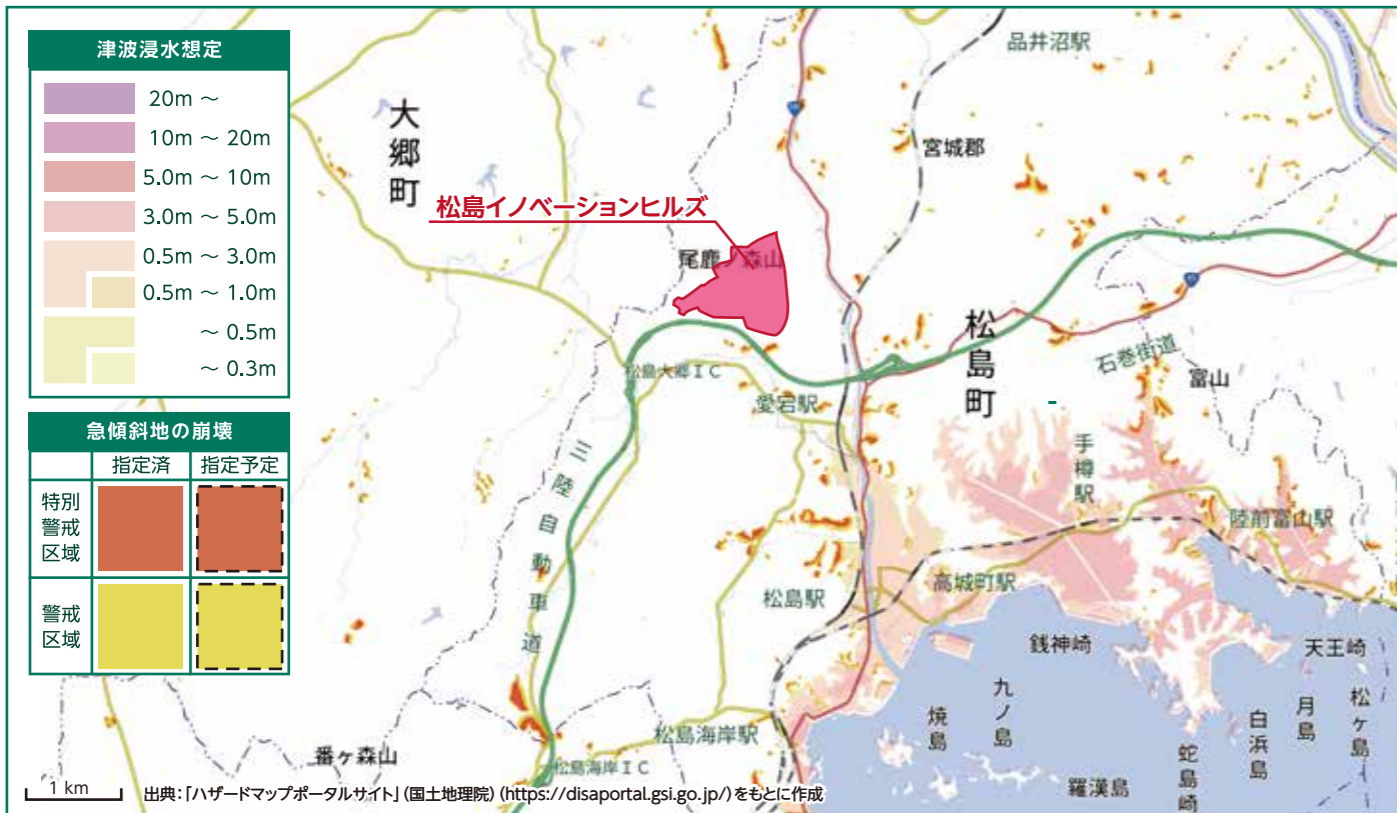 津波浸水想定
20m ～
10m ～ 20m
5.0m ～ 10m
3.0m ～ 5.0m
0.5m ～ 3.0m
0.5m ～ 1.0m
～ 0.5m
～ 0.3m
急傾斜地の崩壊
指定済 指定予定
特別警戒区域
警戒区域
大郷町
品井沼駅
宮城郡
松島イノベーションヒルズ
尾鹿ノ森山
松島町
石巻街道
富山
松島大郷ＩＣ
愛宕駅
手樽駅
三陸自動車道
陸前富山駅
松島駅
高城町駅
銭神崎
天王崎
九ノ島
焼島
月島
松ヶ島
白浜島
蛇島崎
松島海岸駅
番ヶ森山
松島海岸ＩＣ
羅漢島
1 km
出典：「ハザードマップポータルサイト」（国土地理院）（https://disaportal.gsi.go.jp/）をもとに作成